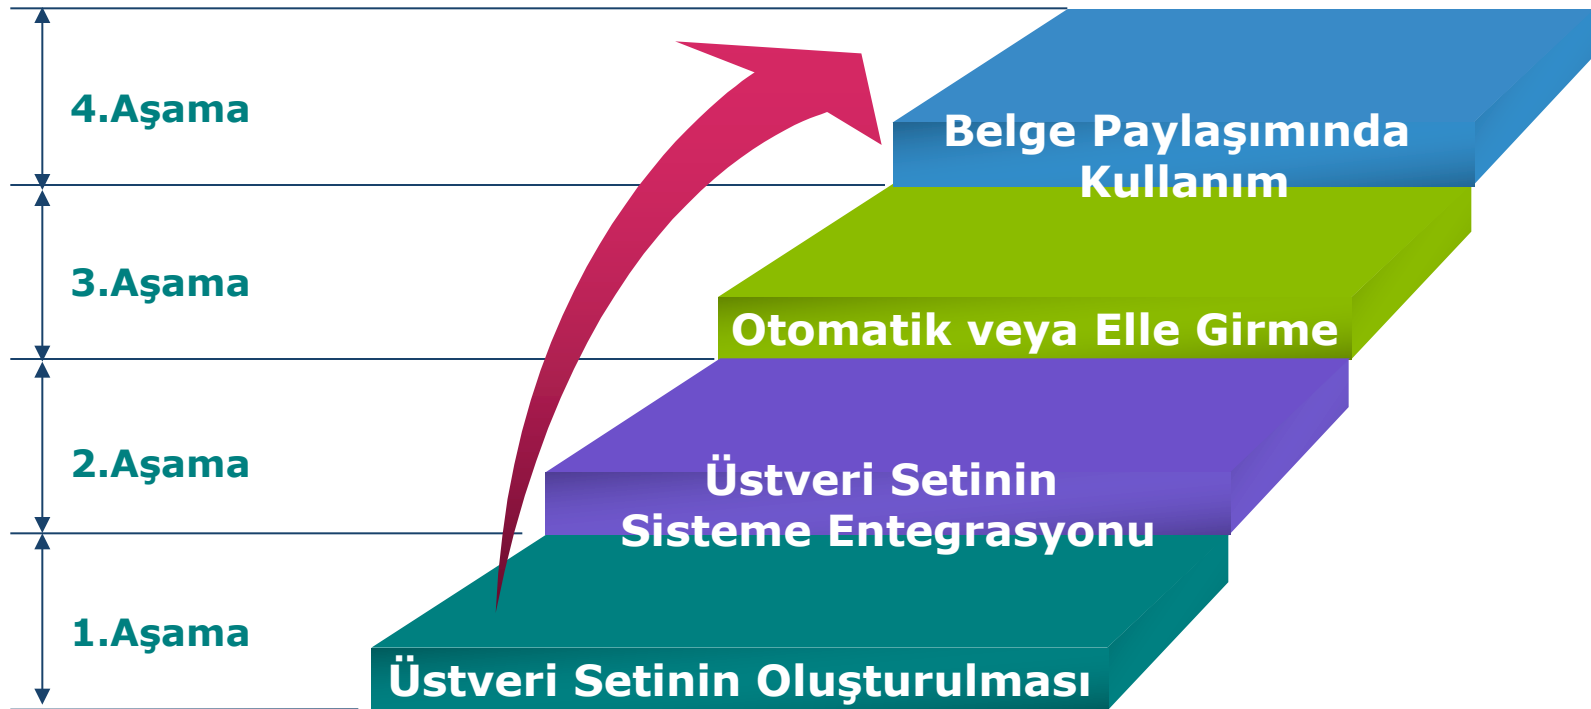 4.Aşama
Belge Paylaşımında
Kullanım
3.Aşama
Otomatik veya Elle Girme
2.Aşama
Üstveri Setinin
Sisteme Entegrasyonu
1.Aşama
Üstveri Setinin Oluşturulması